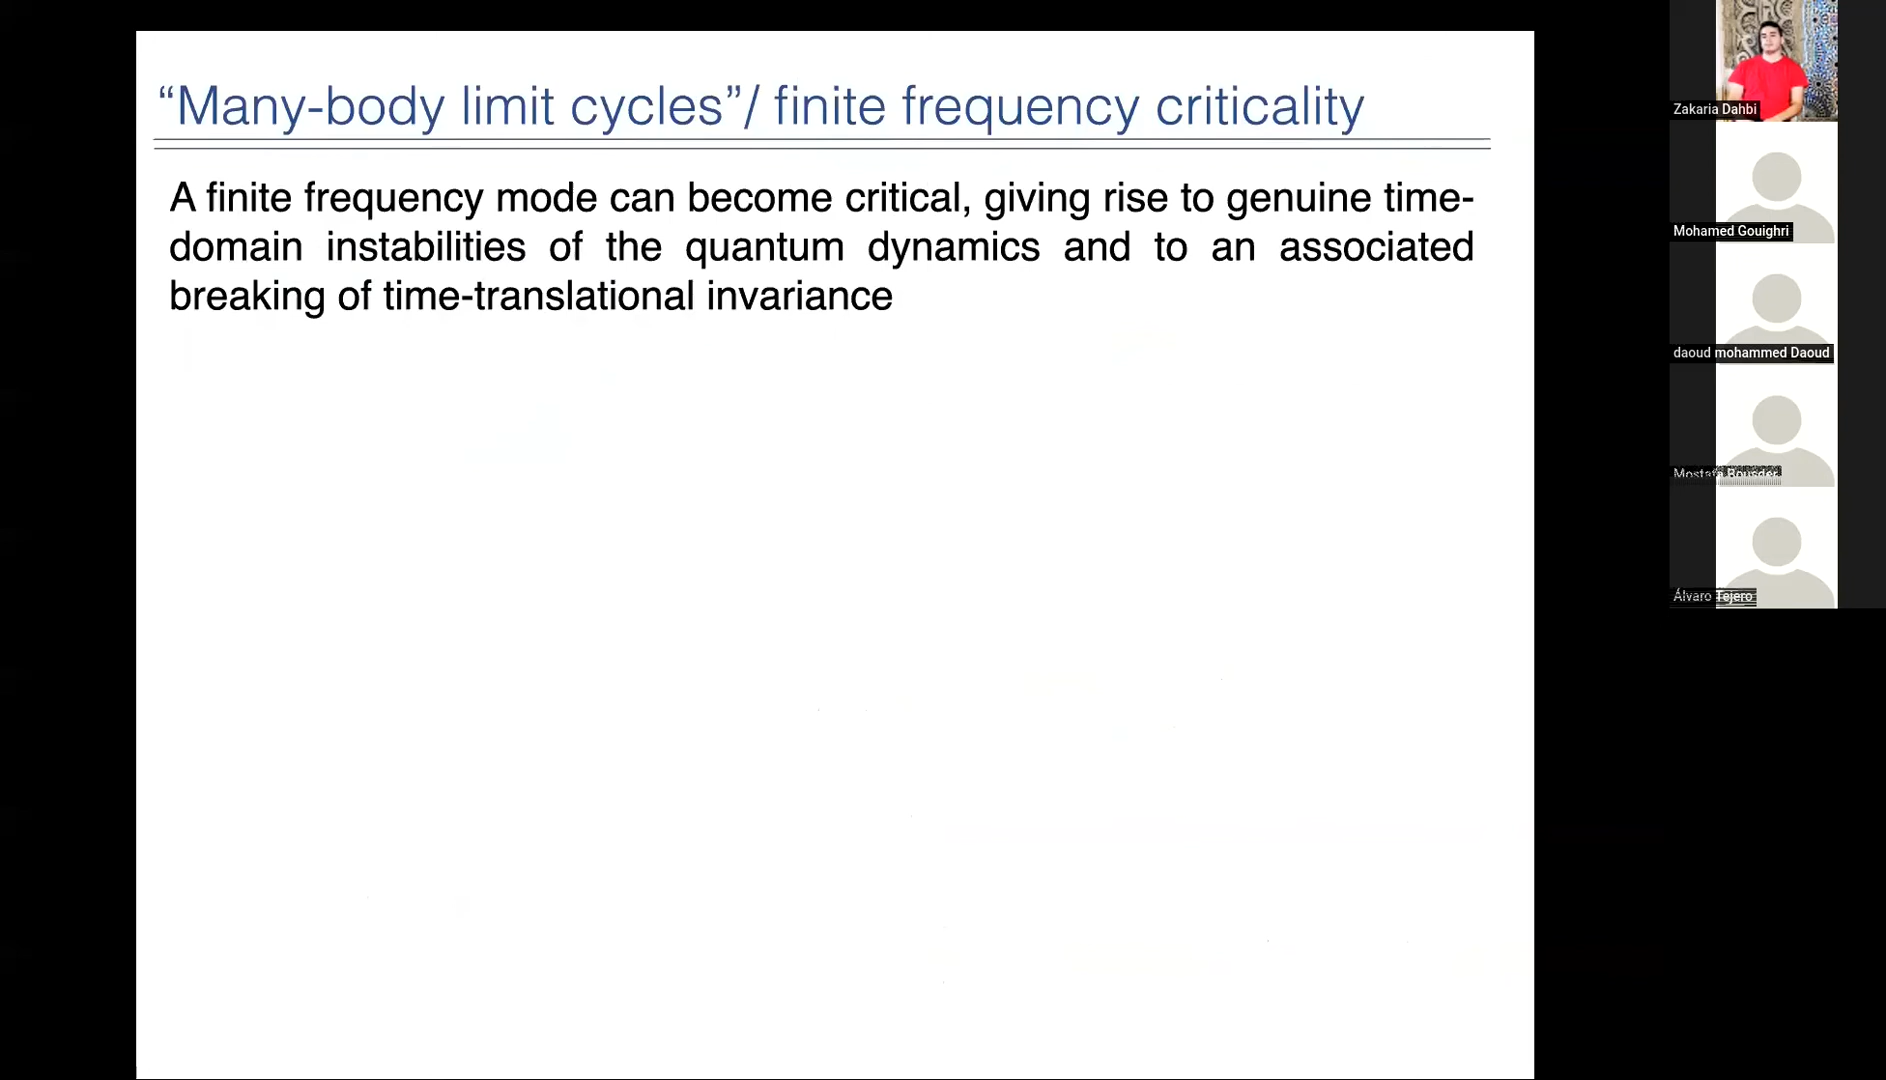 “Many-body limit cycles”/ finite frequency criticality
A finite frequency mode can become critical, giving rise to genuine time-
domain instabilities of the quantum dynamics and to an associated
breaking of time-translational invariance
Zakaria Dahbi
Mohamed Gouighri
daoud mohammed Daoud
Mostafa Bousder
Álvaro Tejero